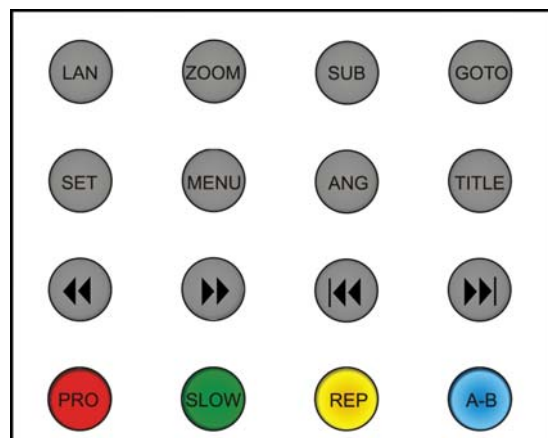 LAN ZOOM SUB GOTO
SET MENU ANG TITLE
PRO SLOW REP A-B